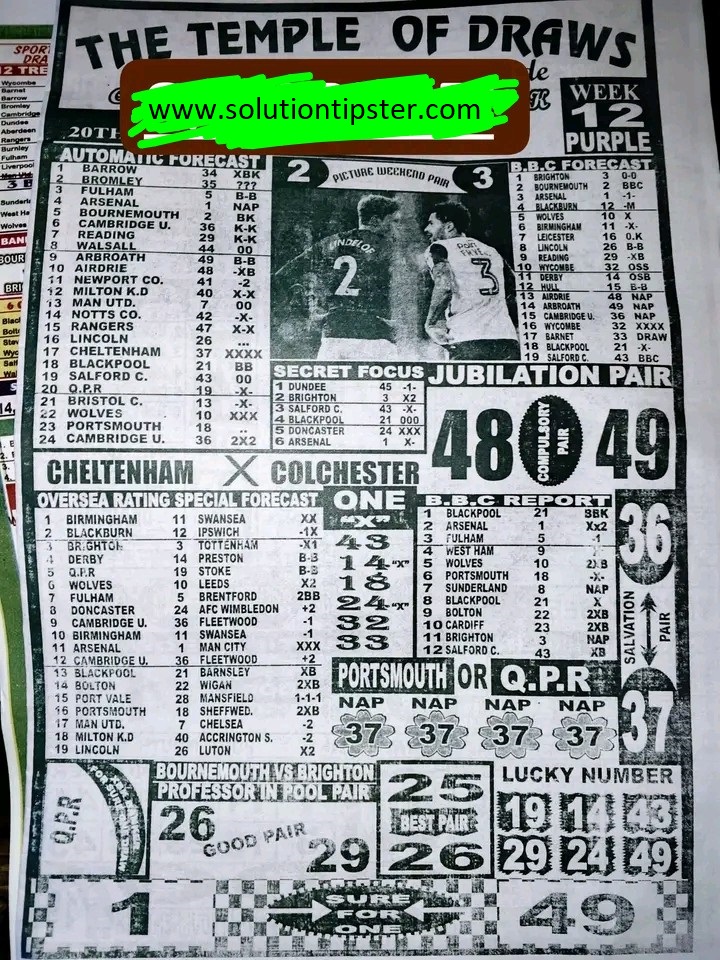 THE TEMPLE OF DRAWS
www.solutiontipster.com
WEEK
12
PURPLE
20TH
AUTOMATIC FORECAST
1 BARROW 34 XBK
2 BROMLEY 35 ???
3 FULHAM 5 B-B
4 ARSENAL 1 NAP
5 BOURNEMOUTH 2 BK
6 CAMBRIDGE U. 36 K-K
7 READING 29 K-K
8 WALSALL 44 00
9 ARBROATH 49 B-B
10 AIRDRIE 48 -XB
11 NEWPORT CO. 41 -2
12 MILTON K.D 40 X-X
13 MAN UTD. 7 00
14 NOTTS CO. 42 -X-
15 RANGERS 47 X-X
16 LINCOLN 26 ...
17 CHELTENHAM 37 XXXX
18 BLACKPOOL 21 BB
19 SALFORD C. 43 00
20 Q.P.R 19 -X-
21 BRISTOL C. 13 -X-
22 WOLVES 10 XXX
23 PORTSMOUTH 18 ..
24 CAMBRIDGE U. 36 2X2
2 PICTURE WEEKEND PAIR 3
LINDELOF
2
3
SECRET FOCUS
1 DUNDEE 45 -1-
2 BRIGHTON 3 X2
3 SALFORD C. 43 -X-
4 BLACKPOOL 21 000
5 DONCASTER 24 XXX
6 ARSENAL 1 X-
B.B.C FORECAST
1 BRIGHTON 3 0-0
2 BOURNEMOUTH 2 BBC
3 ARSENAL 1 -1-
4 BLACKBURN 12 -M
5 WOLVES 10 X
6 BIRMINGHAM 11 -X-
7 LEICESTER 16 0.K
8 LINCOLN 26 B-B
9 READING 29 -XB
10 WYCOMBE 32 OSS
11 DERBY 14 OSB
12 HULL 15 B-B
13 AIRDRIE 48 NAP
14 ARBROATH 49 NAP
15 CAMBRIDGE U. 36 NAP
16 WYCOMBE 32 XXXX
17 BARNET 33 DRAW
18 BLACKPOOL 21 -X-
19 SALFORD C. 43 BBC
JUBILATION PAIR
48 COMPULSORY PAIR 49
CHELTENHAM X COLCHESTER
OVERSEA RATING SPECIAL FORECAST
1 BIRMINGHAM 11 SWANSEA XX
2 BLACKBURN 12 IPSWICH -1X
3 BRIGHTON 3 TOTTENHAM -X1
4 DERBY 14 PRESTON B-B
5 Q.P.R 19 STOKE B-B
6 WOLVES 10 LEEDS X2
7 FULHAM 5 BRENTFORD 2BB
8 DONCASTER 24 AFC WIMBLEDON +2
9 CAMBRIDGE U. 36 FLEETWOOD -1
10 BIRMINGHAM 11 SWANSEA -1
11 ARSENAL 1 MAN CITY XXX
12 CAMBRIDGE U. 36 FLEETWOOD +2
13 BLACKPOOL 21 BARNSLEY XB
14 BOLTON 22 WIGAN 2XB
15 PORT VALE 28 MANSFIELD 1-1-1
16 PORTSMOUTH 18 SHEFFWED. 2XB
17 MAN UTD. 7 CHELSEA -2
18 MILTON K.D 40 ACCRINGTON S. -2
19 LINCOLN 26 LUTON X2
ONE
"X"
43
14 "X"
18
24 "X"
32
33
B.B.C REPORT
1 BLACKPOOL 21 BBK
2 ARSENAL 1 Xx2
3 FULHAM 5 -1
4 WEST HAM 9
5 WOLVES 10 2XB
6 PORTSMOUTH 18 -X-
7 SUNDERLAND 8 NAP
8 BLACKPOOL 21 X
9 BOLTON 22 2XB
10 CARDIFF 23 2XB
11 BRIGHTON 3 NAP
12 SALFORD C. 43 XB
36
SALVATION PAIR
37
PORTSMOUTH OR Q.P.R
NAP NAP NAP NAP
37 37 37 37
Q.P.R
BOURNEMOUTH VS BRIGHTON
PROFESSOR IN POOL PAIR
26 GOOD PAIR 29
25
BEST PAIR
26
LUCKY NUMBER
19 14 43
29 24 49
1 SURE FOR ONE 49